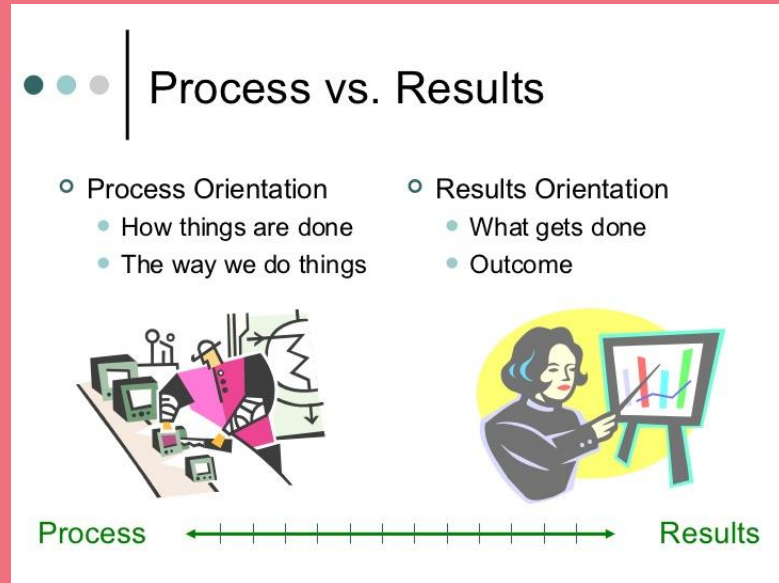 Process vs. Results
Process Orientation
How things are done
The way we do things
Results Orientation
What gets done
Outcome
Process
Results